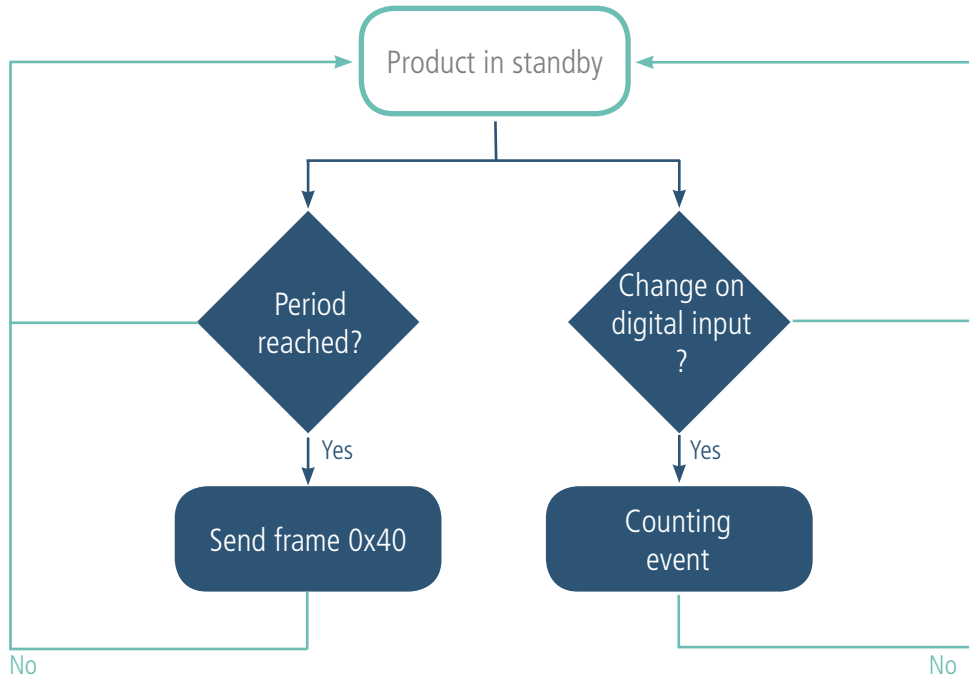 Product in standby
Period
reached?
Change on
digital input
?
Yes
Yes
Send frame 0x40
Counting
event
No
No